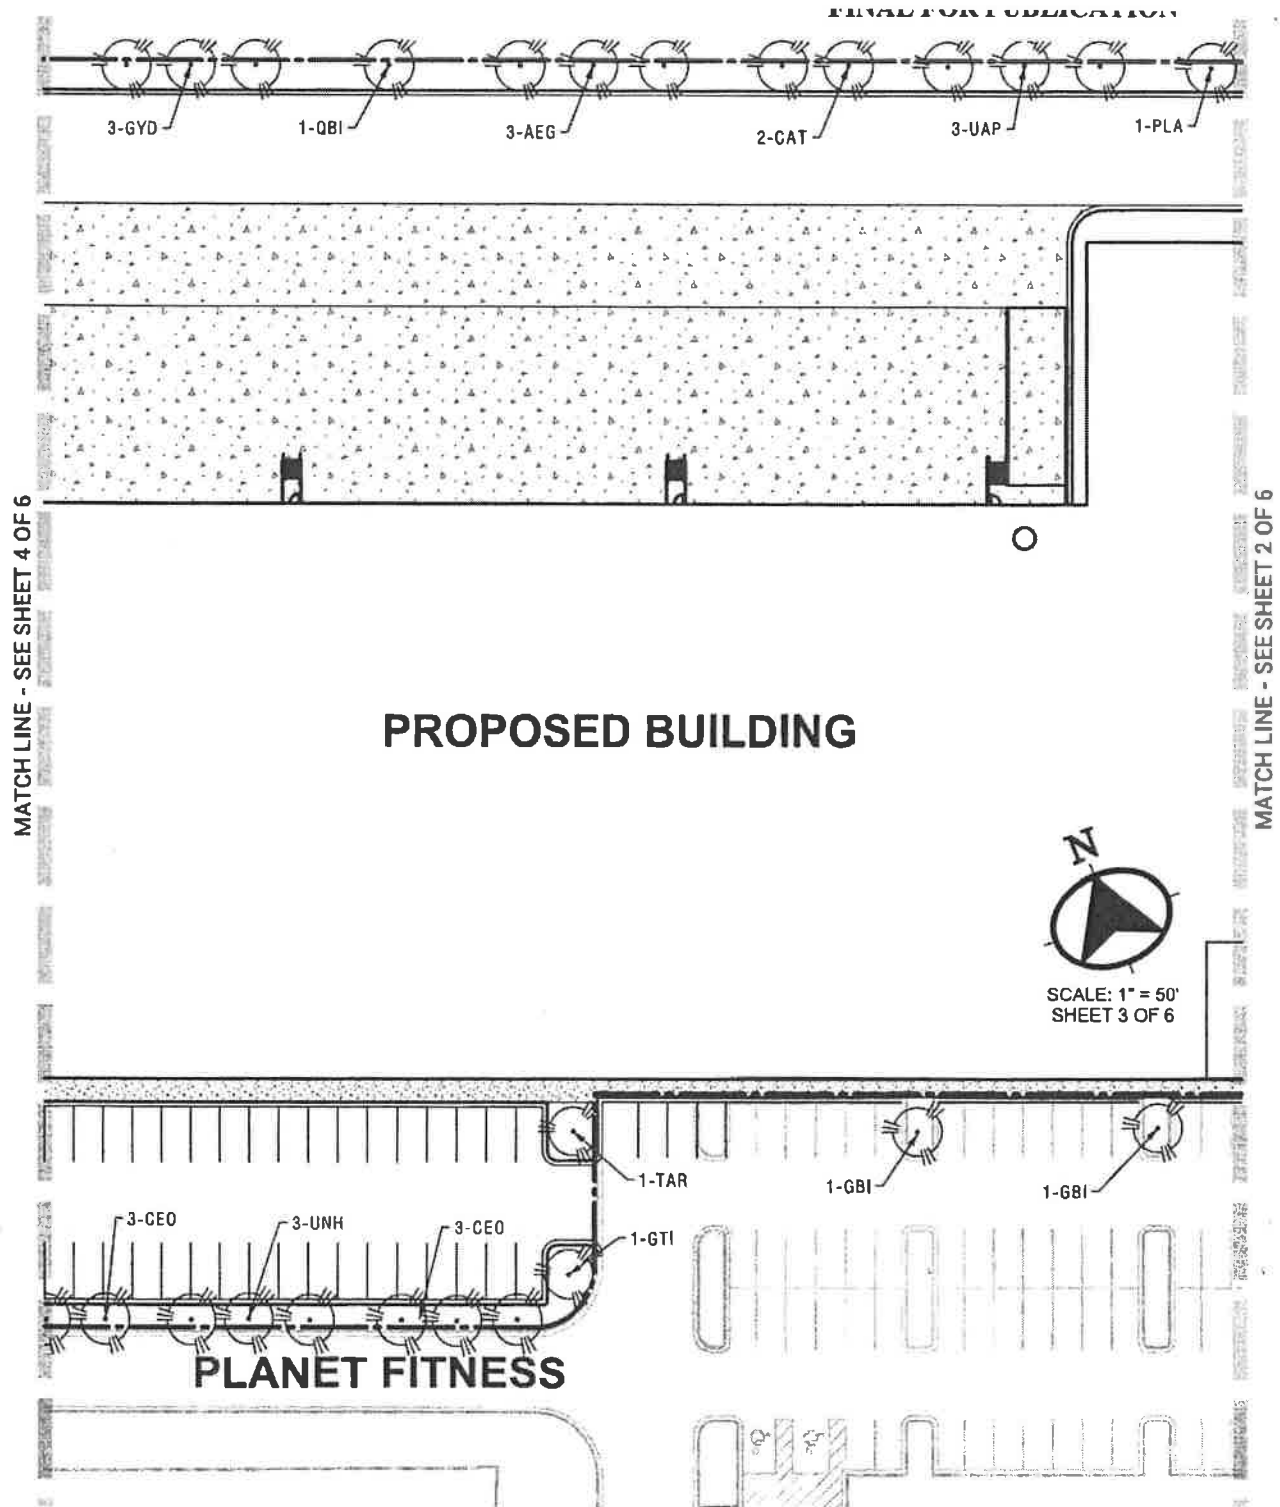 FINAL FOR PUBLICATION
3-GYD
1-QBI
3-AEG
2-CAT
3-UAP
1-PLA
MATCH LINE - SEE SHEET 4 OF 6
MATCH LINE - SEE SHEET 2 OF 6
PROPOSED BUILDING
N
SCALE: 1" = 50'
SHEET 3 OF 6
1-TAR
1-GBI
1-GBI
3-CEO
3-UNH
3-CEO
1-GTI
PLANET FITNESS